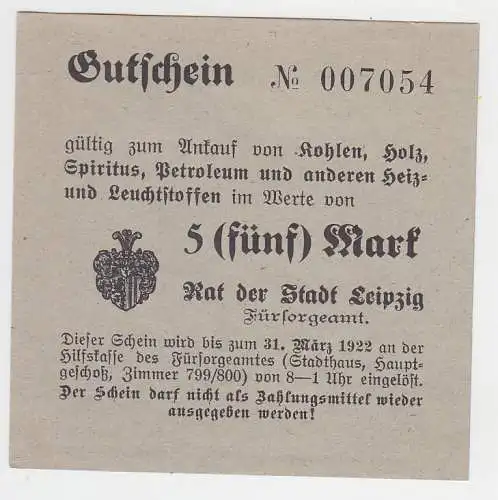 Gutschein № 007054
gültig zum Ankauf von Kohlen, Holz,
Spiritus, Petroleum und anderen Heiz-
und Leuchtstoffen im Werte von
5 (fünf) Mark
Rat der Stadt Leipzig
Fürsorgeamt.
Dieser Schein wird bis zum 31. März 1922 an der
Hilfskasse des Fürsorgeamtes (Stadthaus, Haupt-
geschoß, Zimmer 799/800) von 8—1 Uhr eingelöst.
Der Schein darf nicht als Zahlungsmittel wieder
ausgegeben werden!